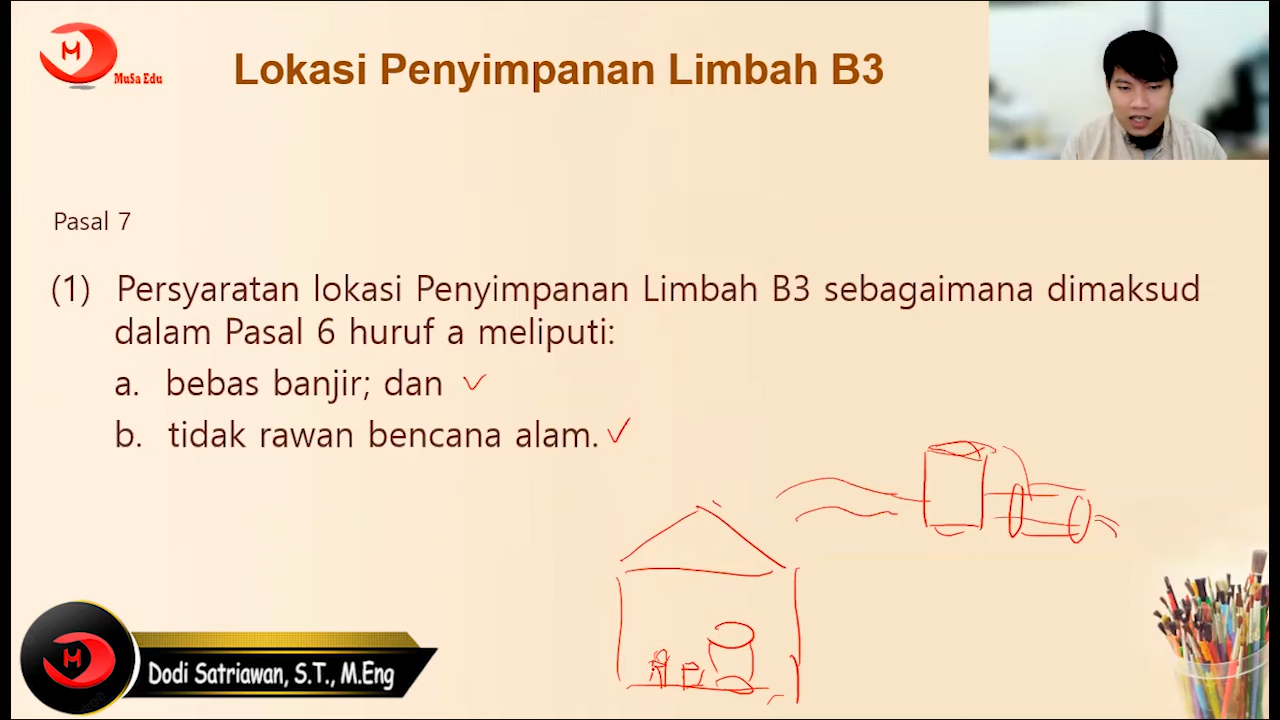 MuSa Edu
Lokasi Penyimpanan Limbah B3
Pasal 7
(1) Persyaratan lokasi Penyimpanan Limbah B3 sebagaimana dimaksud
dalam Pasal 6 huruf a meliputi:
a. bebas banjir; dan
b. tidak rawan bencana alam.
Dodi Satriawan, S.T., M.Eng